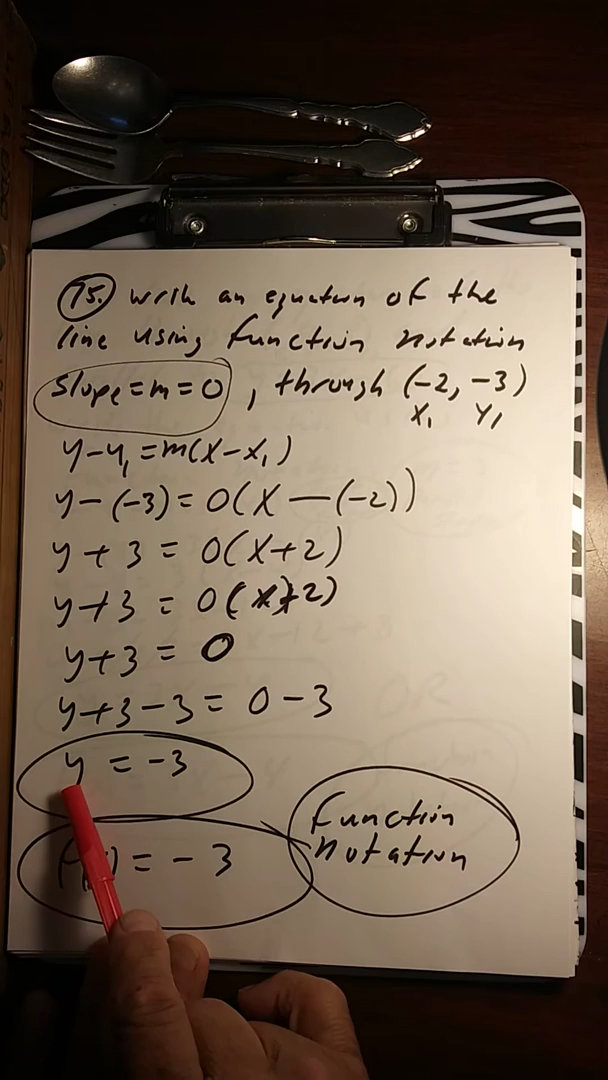 75. Write an equation of the
line using function notation
slope = m = 0, through (-2, -3)
x₁ y₁
y - y₁ = m(x - x₁)
y - (-3) = 0(x - (-2))
y + 3 = 0(x + 2)
y + 3 = 0(x + 2)
y + 3 = 0
y + 3 - 3 = 0 - 3
y = -3
= -3
Function
notation